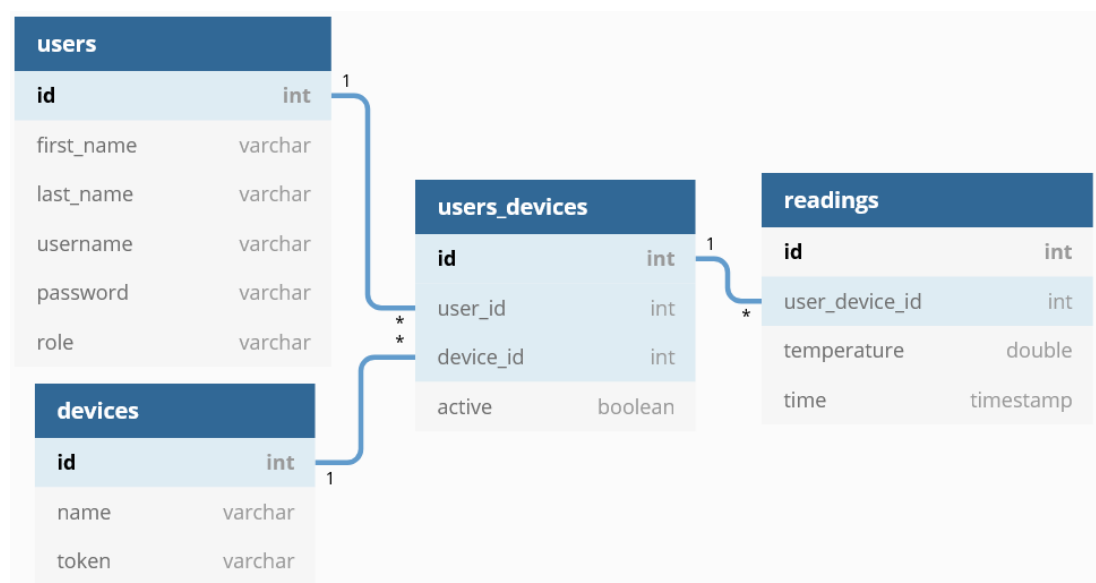 users
id int
first_name varchar
last_name varchar
username varchar
password varchar
role varchar
devices
id int
name varchar
token varchar
1
*
*
1
users_devices
id int
user_id int
device_id int
active boolean
1
*
readings
id int
user_device_id int
temperature double
time timestamp